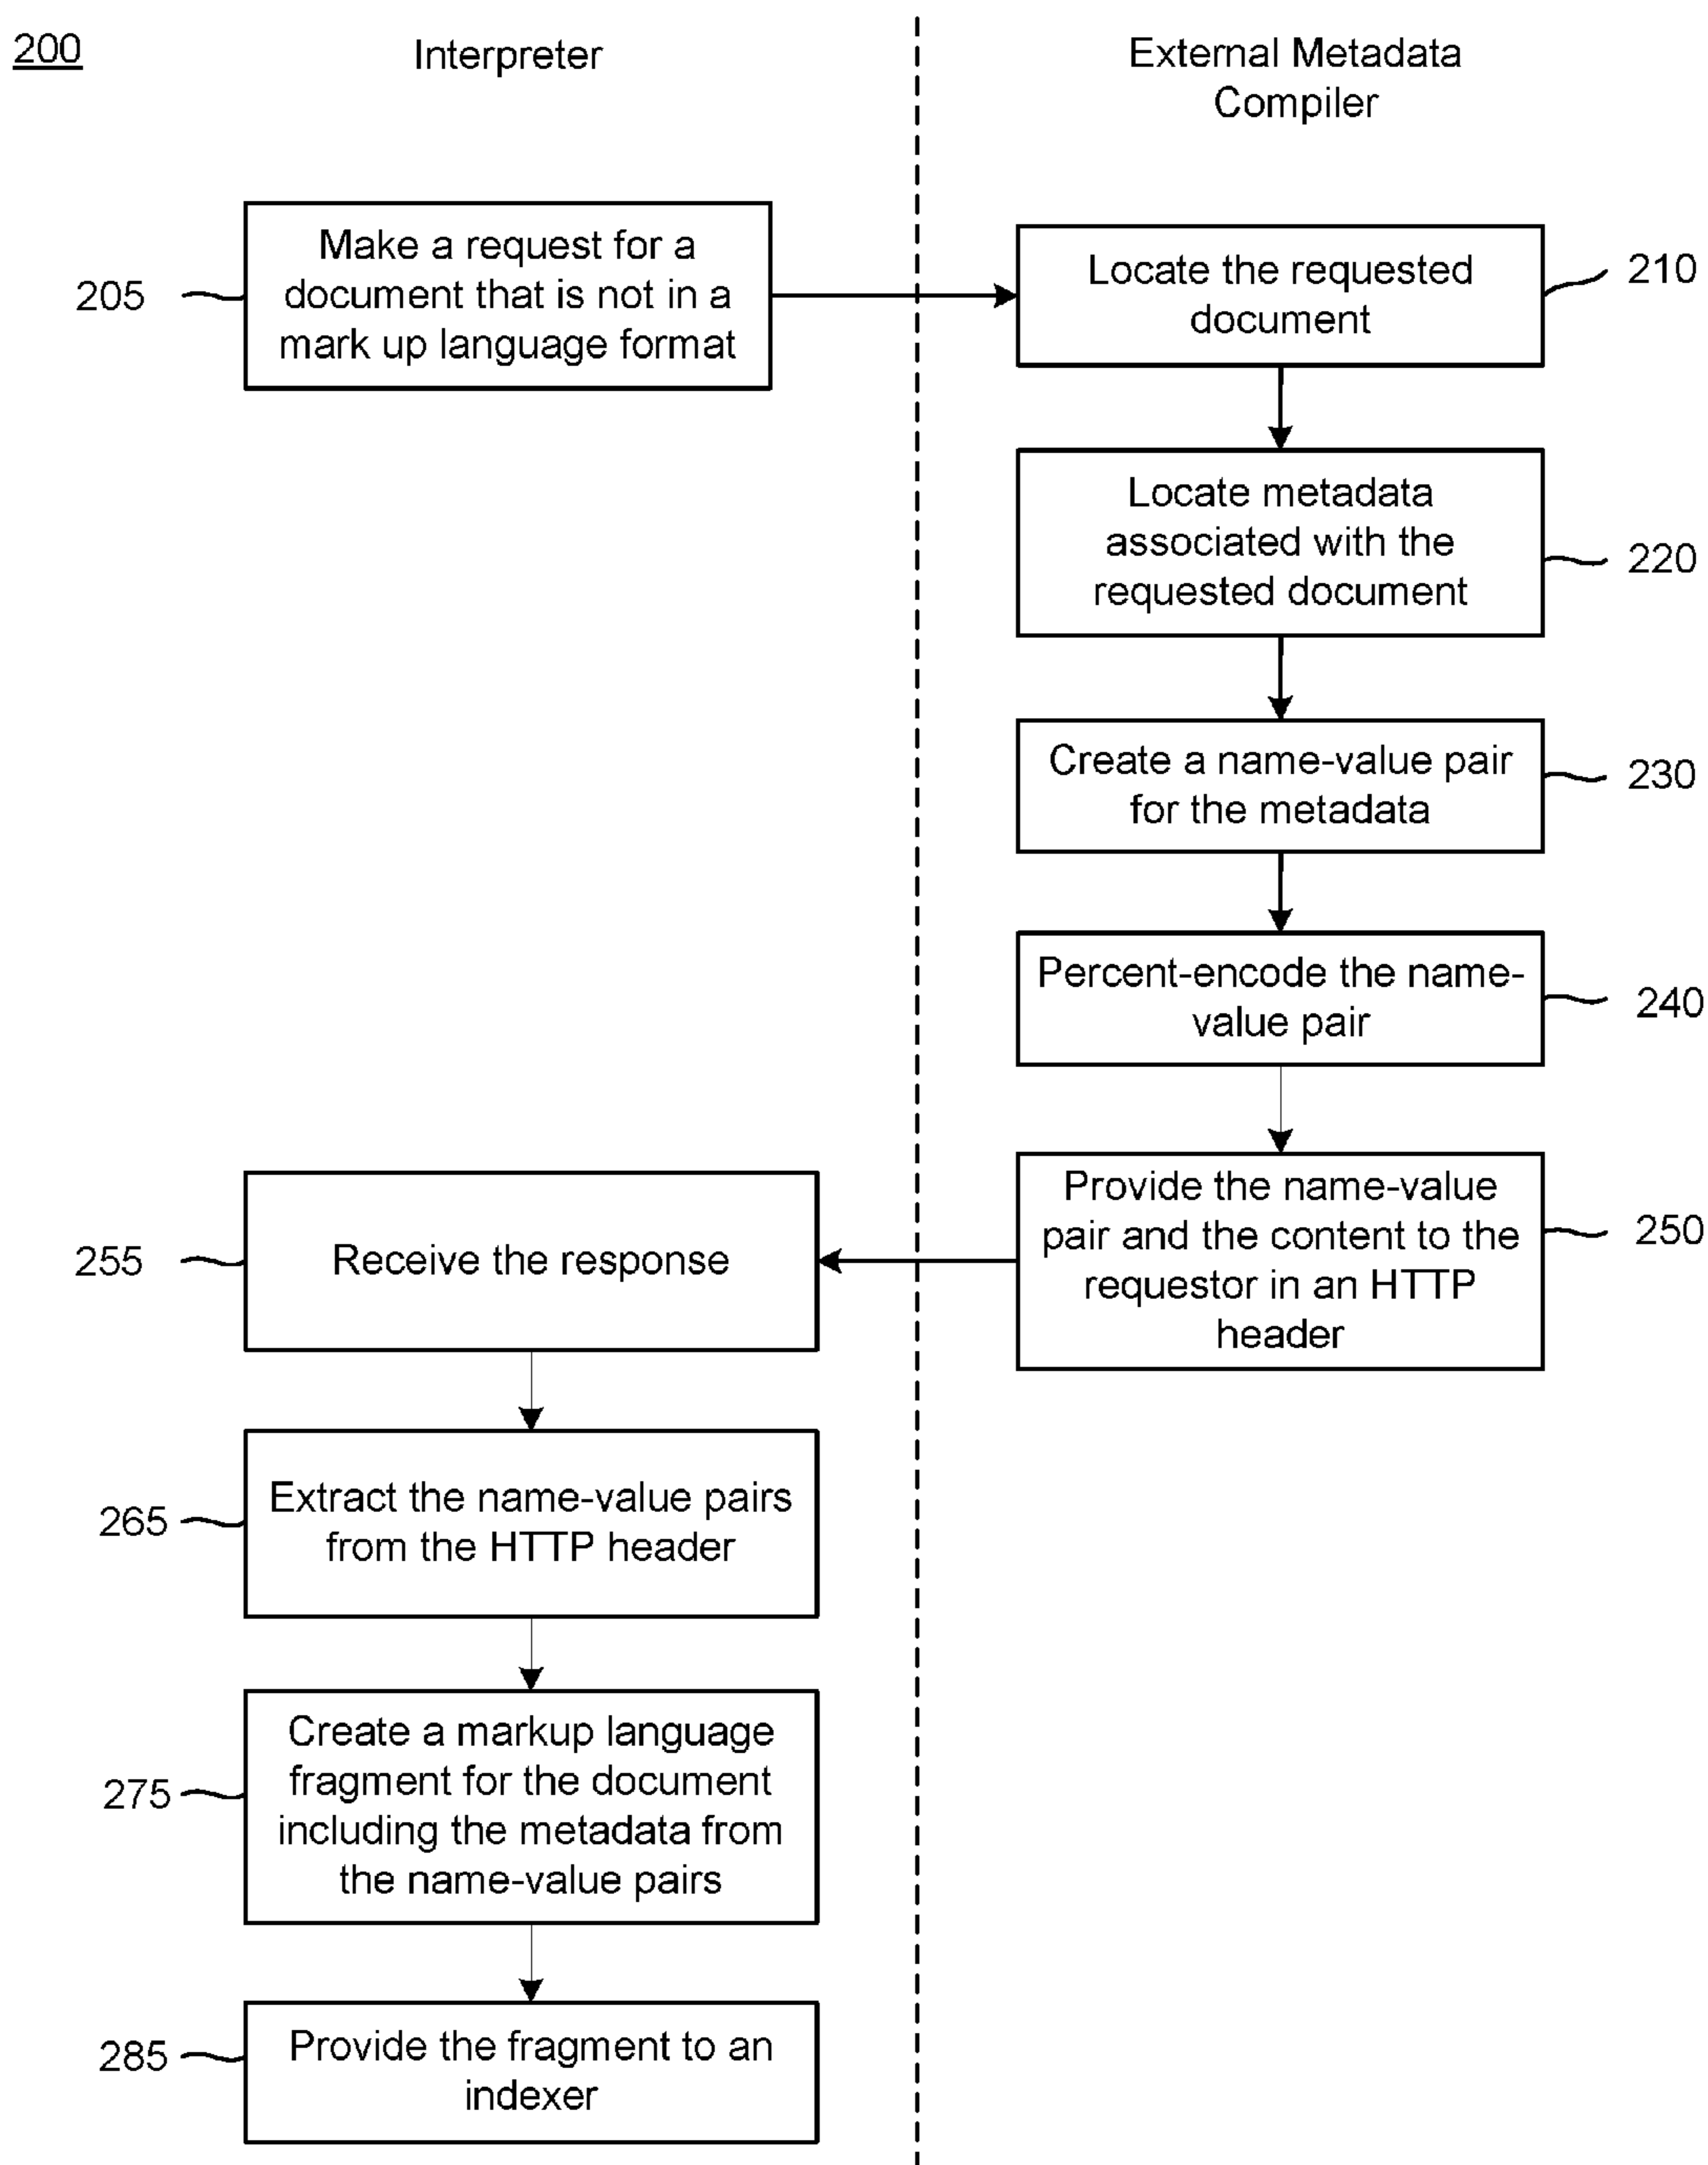 200
Interpreter
External Metadata
Compiler
205
Make a request for a
document that is not in a
mark up language format
Locate the requested
document
210
Locate metadata
associated with the
requested document
220
Create a name-value pair
for the metadata
230
Percent-encode the name-
value pair
240
Provide the name-value
pair and the content to the
requestor in an HTTP
header
250
255
Receive the response
265
Extract the name-value pairs
from the HTTP header
275
Create a markup language
fragment for the document
including the metadata from
the name-value pairs
285
Provide the fragment to an
indexer